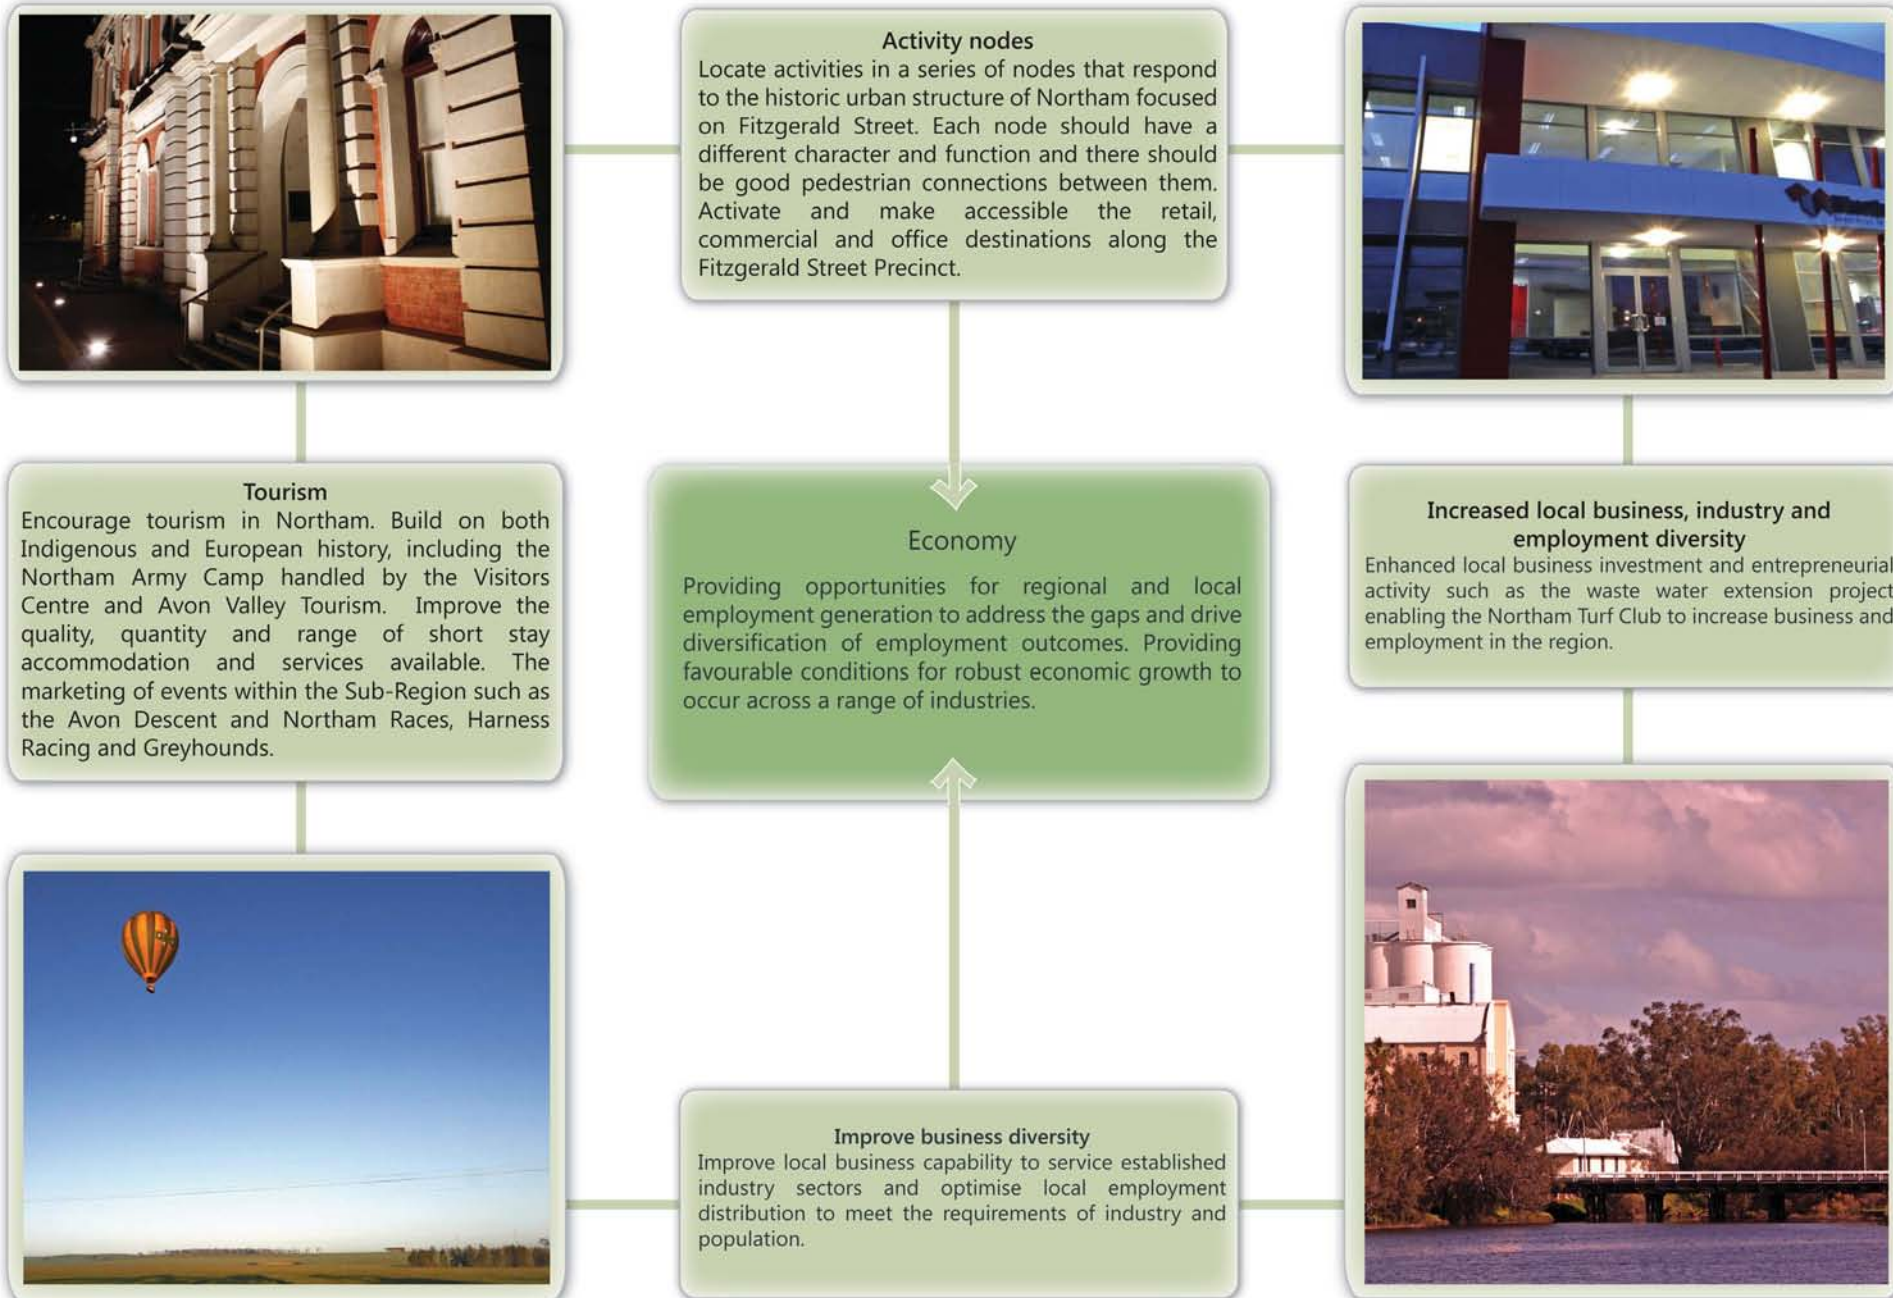 Activity nodes
Locate activities in a series of nodes that respond
to the historic urban structure of Northam focused
on Fitzgerald Street. Each node should have a
different character and function and there should
be good pedestrian connections between them.
Activate and make accessible the retail,
commercial and office destinations along the
Fitzgerald Street Precinct.
Tourism
Encourage tourism in Northam. Build on both
Indigenous and European history, including the
Northam Army Camp handled by the Visitors
Centre and Avon Valley Tourism. Improve the
quality, quantity and range of short stay
accommodation and services available. The
marketing of events within the Sub-Region such as
the Avon Descent and Northam Races, Harness
Racing and Greyhounds.
Economy
Providing opportunities for regional and local
employment generation to address the gaps and drive
diversification of employment outcomes. Providing
favourable conditions for robust economic growth to
occur across a range of industries.
Increased local business, industry and
employment diversity
Enhanced local business investment and entrepreneurial
activity such as the waste water extension project
enabling the Northam Turf Club to increase business and
employment in the region.
Improve business diversity
Improve local business capability to service established
industry sectors and optimise local employment
distribution to meet the requirements of industry and
population.